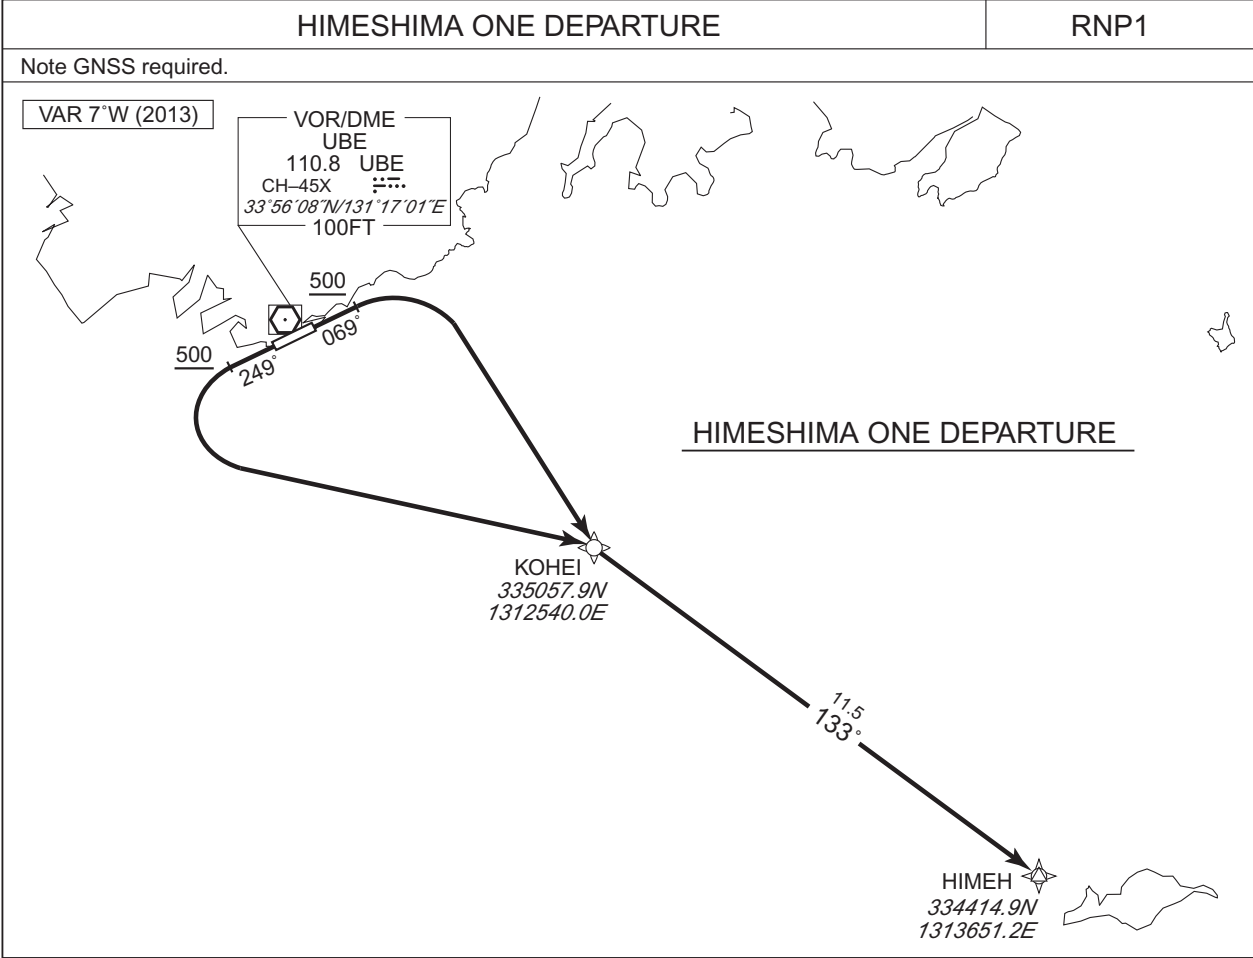 HIMESHIMA ONE DEPARTURE
RNP1
Note GNSS required.
VAR 7°W (2013)
VOR/DME
UBE
110.8 UBE
CH–45X
33°56´08˝N/131°17´01˝E
100FT
500
069°
500
249°
HIMESHIMA ONE DEPARTURE
KOHEI
335057.9N
1312540.0E
11.5
133°
HIMEH
334414.9N
1313651.2E